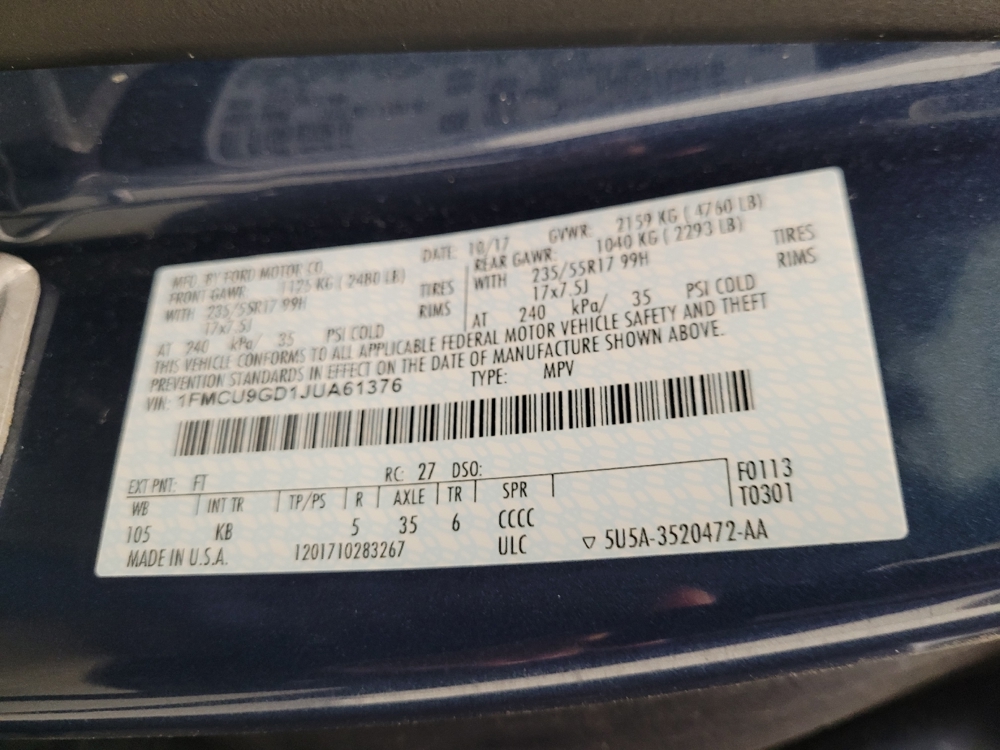 MFD. BY FORD MOTOR CO. DATE: 10/17 GVWR: 2159 KG ( 4760 LB)
FRONT GAWR: 1125 KG ( 2480 LB) REAR GAWR: 1040 KG ( 2293 LB)
WITH 235/55R17 99H TIRES WITH 235/55R17 99H TIRES
17x7.5J RIMS 17x7.5J RIMS
AT 240 kPa/ 35 PSI COLD AT 240 kPa/ 35 PSI COLD
THIS VEHICLE CONFORMS TO ALL APPLICABLE FEDERAL MOTOR VEHICLE SAFETY AND THEFT
PREVENTION STANDARDS IN EFFECT ON THE DATE OF MANUFACTURE SHOWN ABOVE.
VIN: 1FMCU9GD1JUA61376 TYPE: MPV
EXT PNT: FT RC: 27 DSO: F0113
WB INT TR TP/PS R AXLE TR SPR T0301
105 KB 5 35 6 CCCC
MADE IN U.S.A. 1201710283267 ULC ▽ 5U5A-3520472-AA